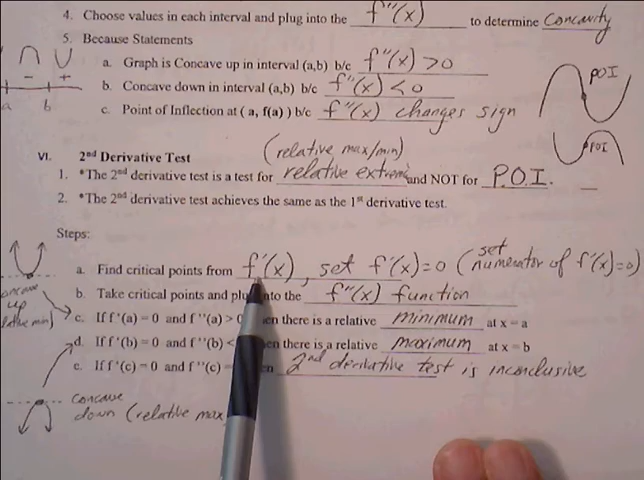 4. Choose values in each interval and plug into the f''(x) to determine Concavity
5. Because Statements
a. Graph is Concave up in interval (a,b) b/c f''(x) > 0
b. Concave down in interval (a,b) b/c f''(x) < 0
c. Point of Inflection at ( a, f(a) ) b/c f''(x) changes sign
- +
a b
POI
POI
(relative max/min)
VI. 2nd Derivative Test
1. *The 2nd derivative test is a test for relative extrema and NOT for P.O.I.
2. *The 2nd derivative test achieves the same as the 1st derivative test.
Steps:
a. Find critical points from f'(x), set f'(x)=0 (set numerator of f'(x)=0)
b. Take critical points and plug into the f''(x) function
c. If f '(a) = 0 and f ''(a) > 0 then there is a relative minimum at x = a
d. If f '(b) = 0 and f ''(b) < then there is a relative maximum at x = b
e. If f '(c) = 0 and f ''(c) = 2nd derivative test is inconclusive
concave
up
relative min)
concave
down (relative max